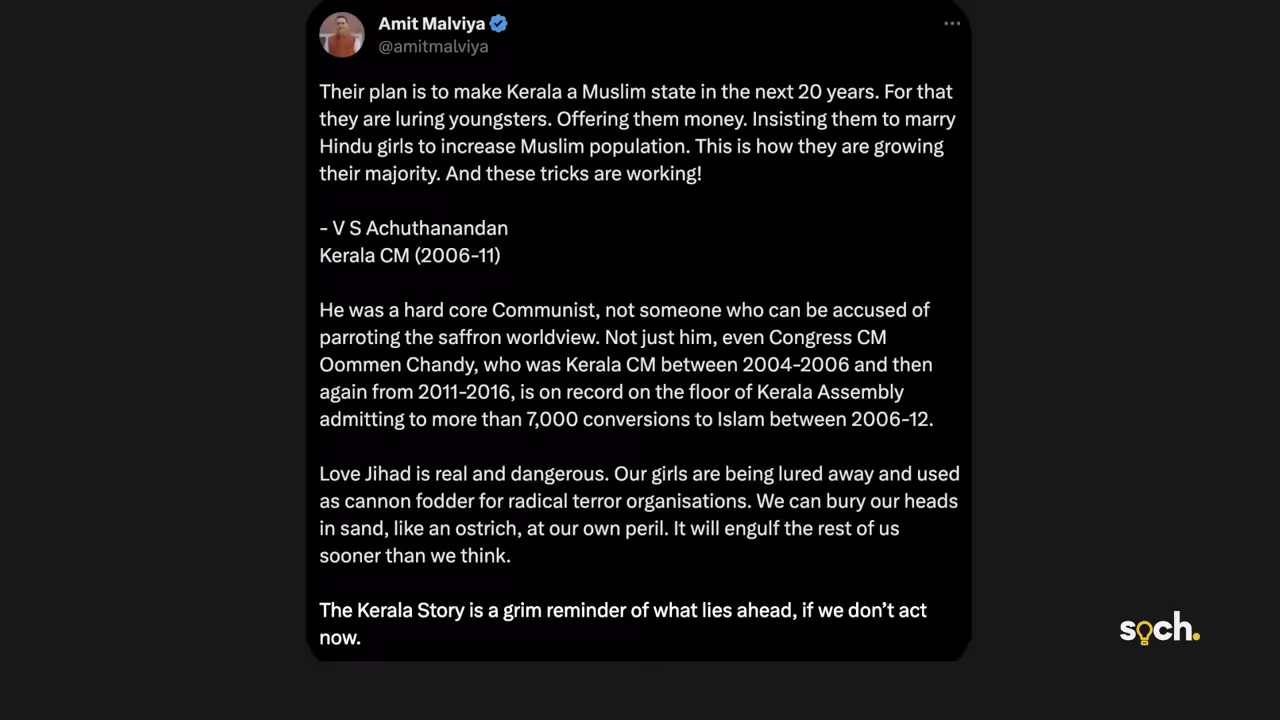 Amit Malviya
@amitmalviya
Their plan is to make Kerala a Muslim state in the next 20 years. For that
they are luring youngsters. Offering them money. Insisting them to marry
Hindu girls to increase Muslim population. This is how they are growing
their majority. And these tricks are working!
- V S Achuthanandan
Kerala CM (2006-11)
He was a hard core Communist, not someone who can be accused of
parroting the saffron worldview. Not just him, even Congress CM
Oommen Chandy, who was Kerala CM between 2004-2006 and then
again from 2011-2016, is on record on the floor of Kerala Assembly
admitting to more than 7,000 conversions to Islam between 2006-12.
Love Jihad is real and dangerous. Our girls are being lured away and used
as cannon fodder for radical terror organisations. We can bury our heads
in sand, like an ostrich, at our own peril. It will engulf the rest of us
sooner than we think.
The Kerala Story is a grim reminder of what lies ahead, if we don't act
now.
soch.